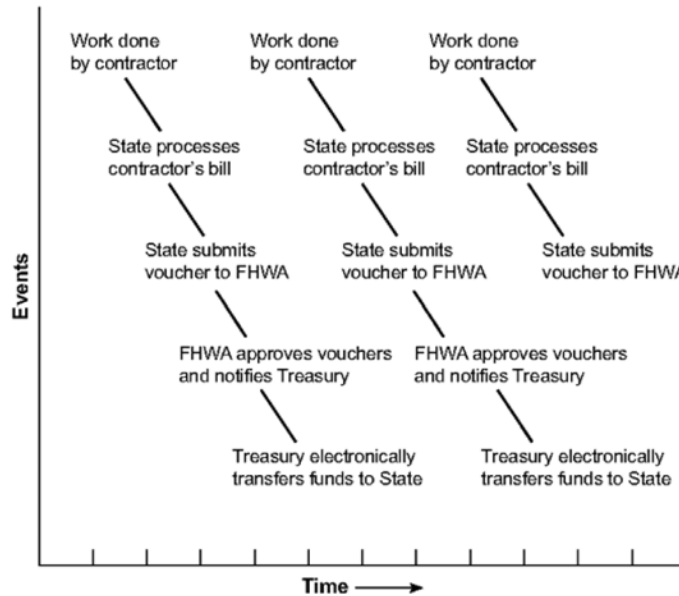 Work done
by contractor
Work done
by contractor
Work done
by contractor
State processes
contractor's bill
State processes
contractor's bill
State processes
contractor's bill
State submits
voucher to FHWA
State submits
voucher to FHWA
State submits
voucher to FHWA
FHWA approves vouchers
and notifies Treasury
FHWA approves vouchers
and notifies Treasury
Treasury electronically
transfers funds to State
Treasury electronically
transfers funds to State
Events
Time